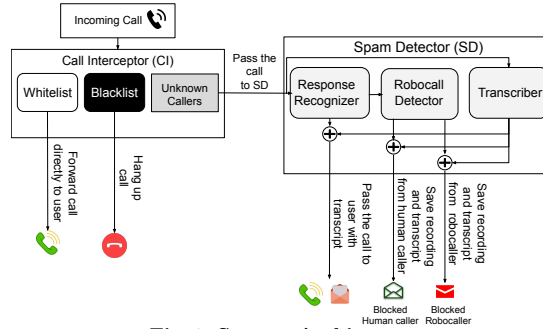 Incoming Call
Call Interceptor (CI)
Whitelist
Blacklist
Unknown
Callers
Pass the
call
to SD
Spam Detector (SD)
Response
Recognizer
Robocall
Detector
Transcriber
Forward call
directly to user
Hang up
call
Pass the call to
user with
transcript
Save recording
and transcript
from human caller
Save recording
and transcript
from robocaller
Blocked
Human caller
Blocked
Robocaller